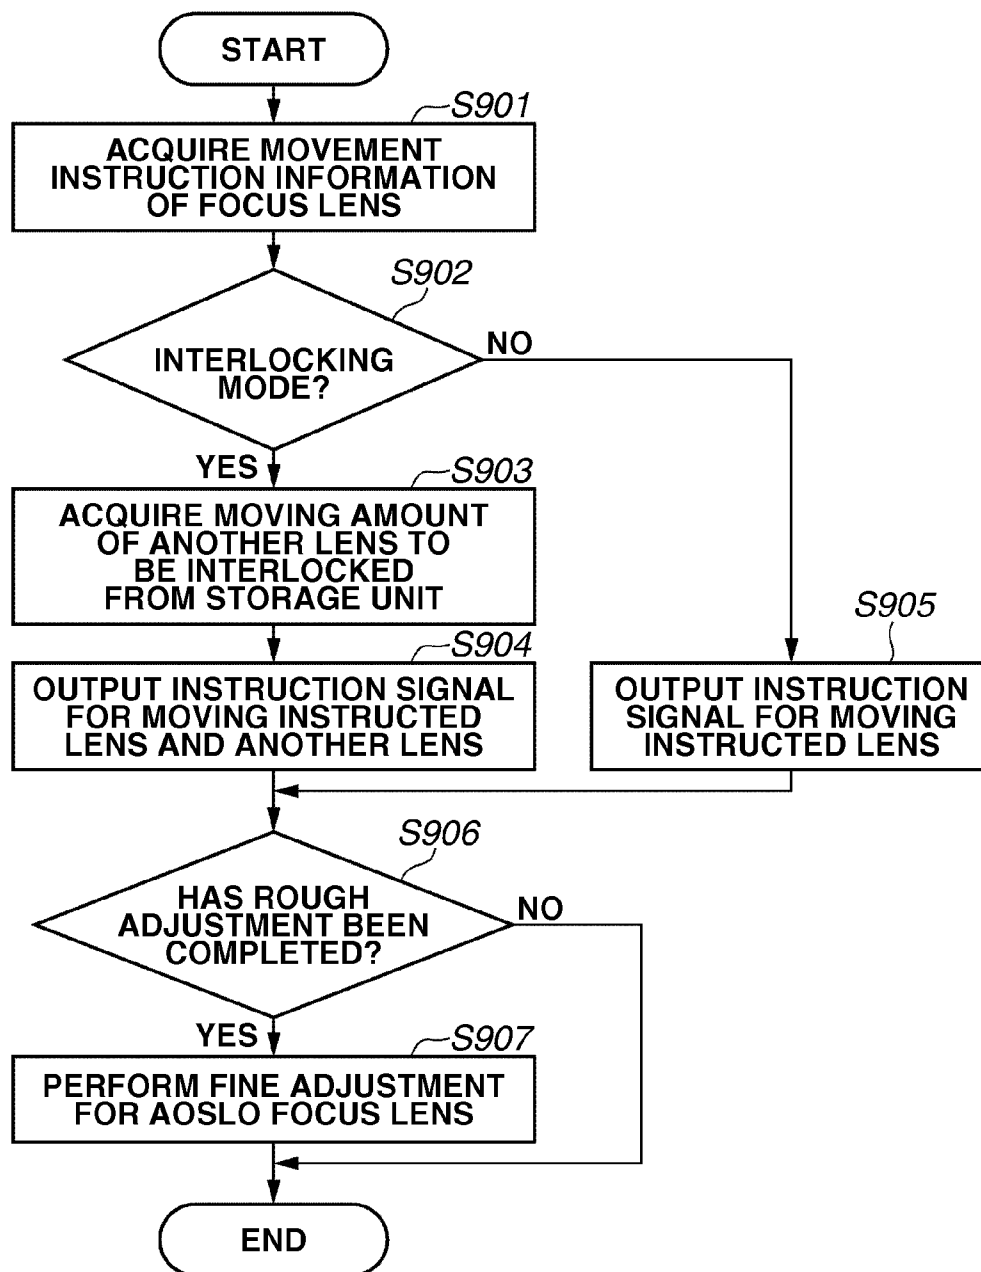 START
S901
ACQUIRE MOVEMENT
INSTRUCTION INFORMATION
OF FOCUS LENS
S902
INTERLOCKING
MODE?
NO
YES
S903
ACQUIRE MOVING AMOUNT
OF ANOTHER LENS TO
BE INTERLOCKED
FROM STORAGE UNIT
S904
OUTPUT INSTRUCTION SIGNAL
FOR MOVING INSTRUCTED
LENS AND ANOTHER LENS
S905
OUTPUT INSTRUCTION
SIGNAL FOR MOVING
INSTRUCTED LENS
S906
HAS ROUGH
ADJUSTMENT BEEN
COMPLETED?
NO
YES
S907
PERFORM FINE ADJUSTMENT
FOR AOSLO FOCUS LENS
END